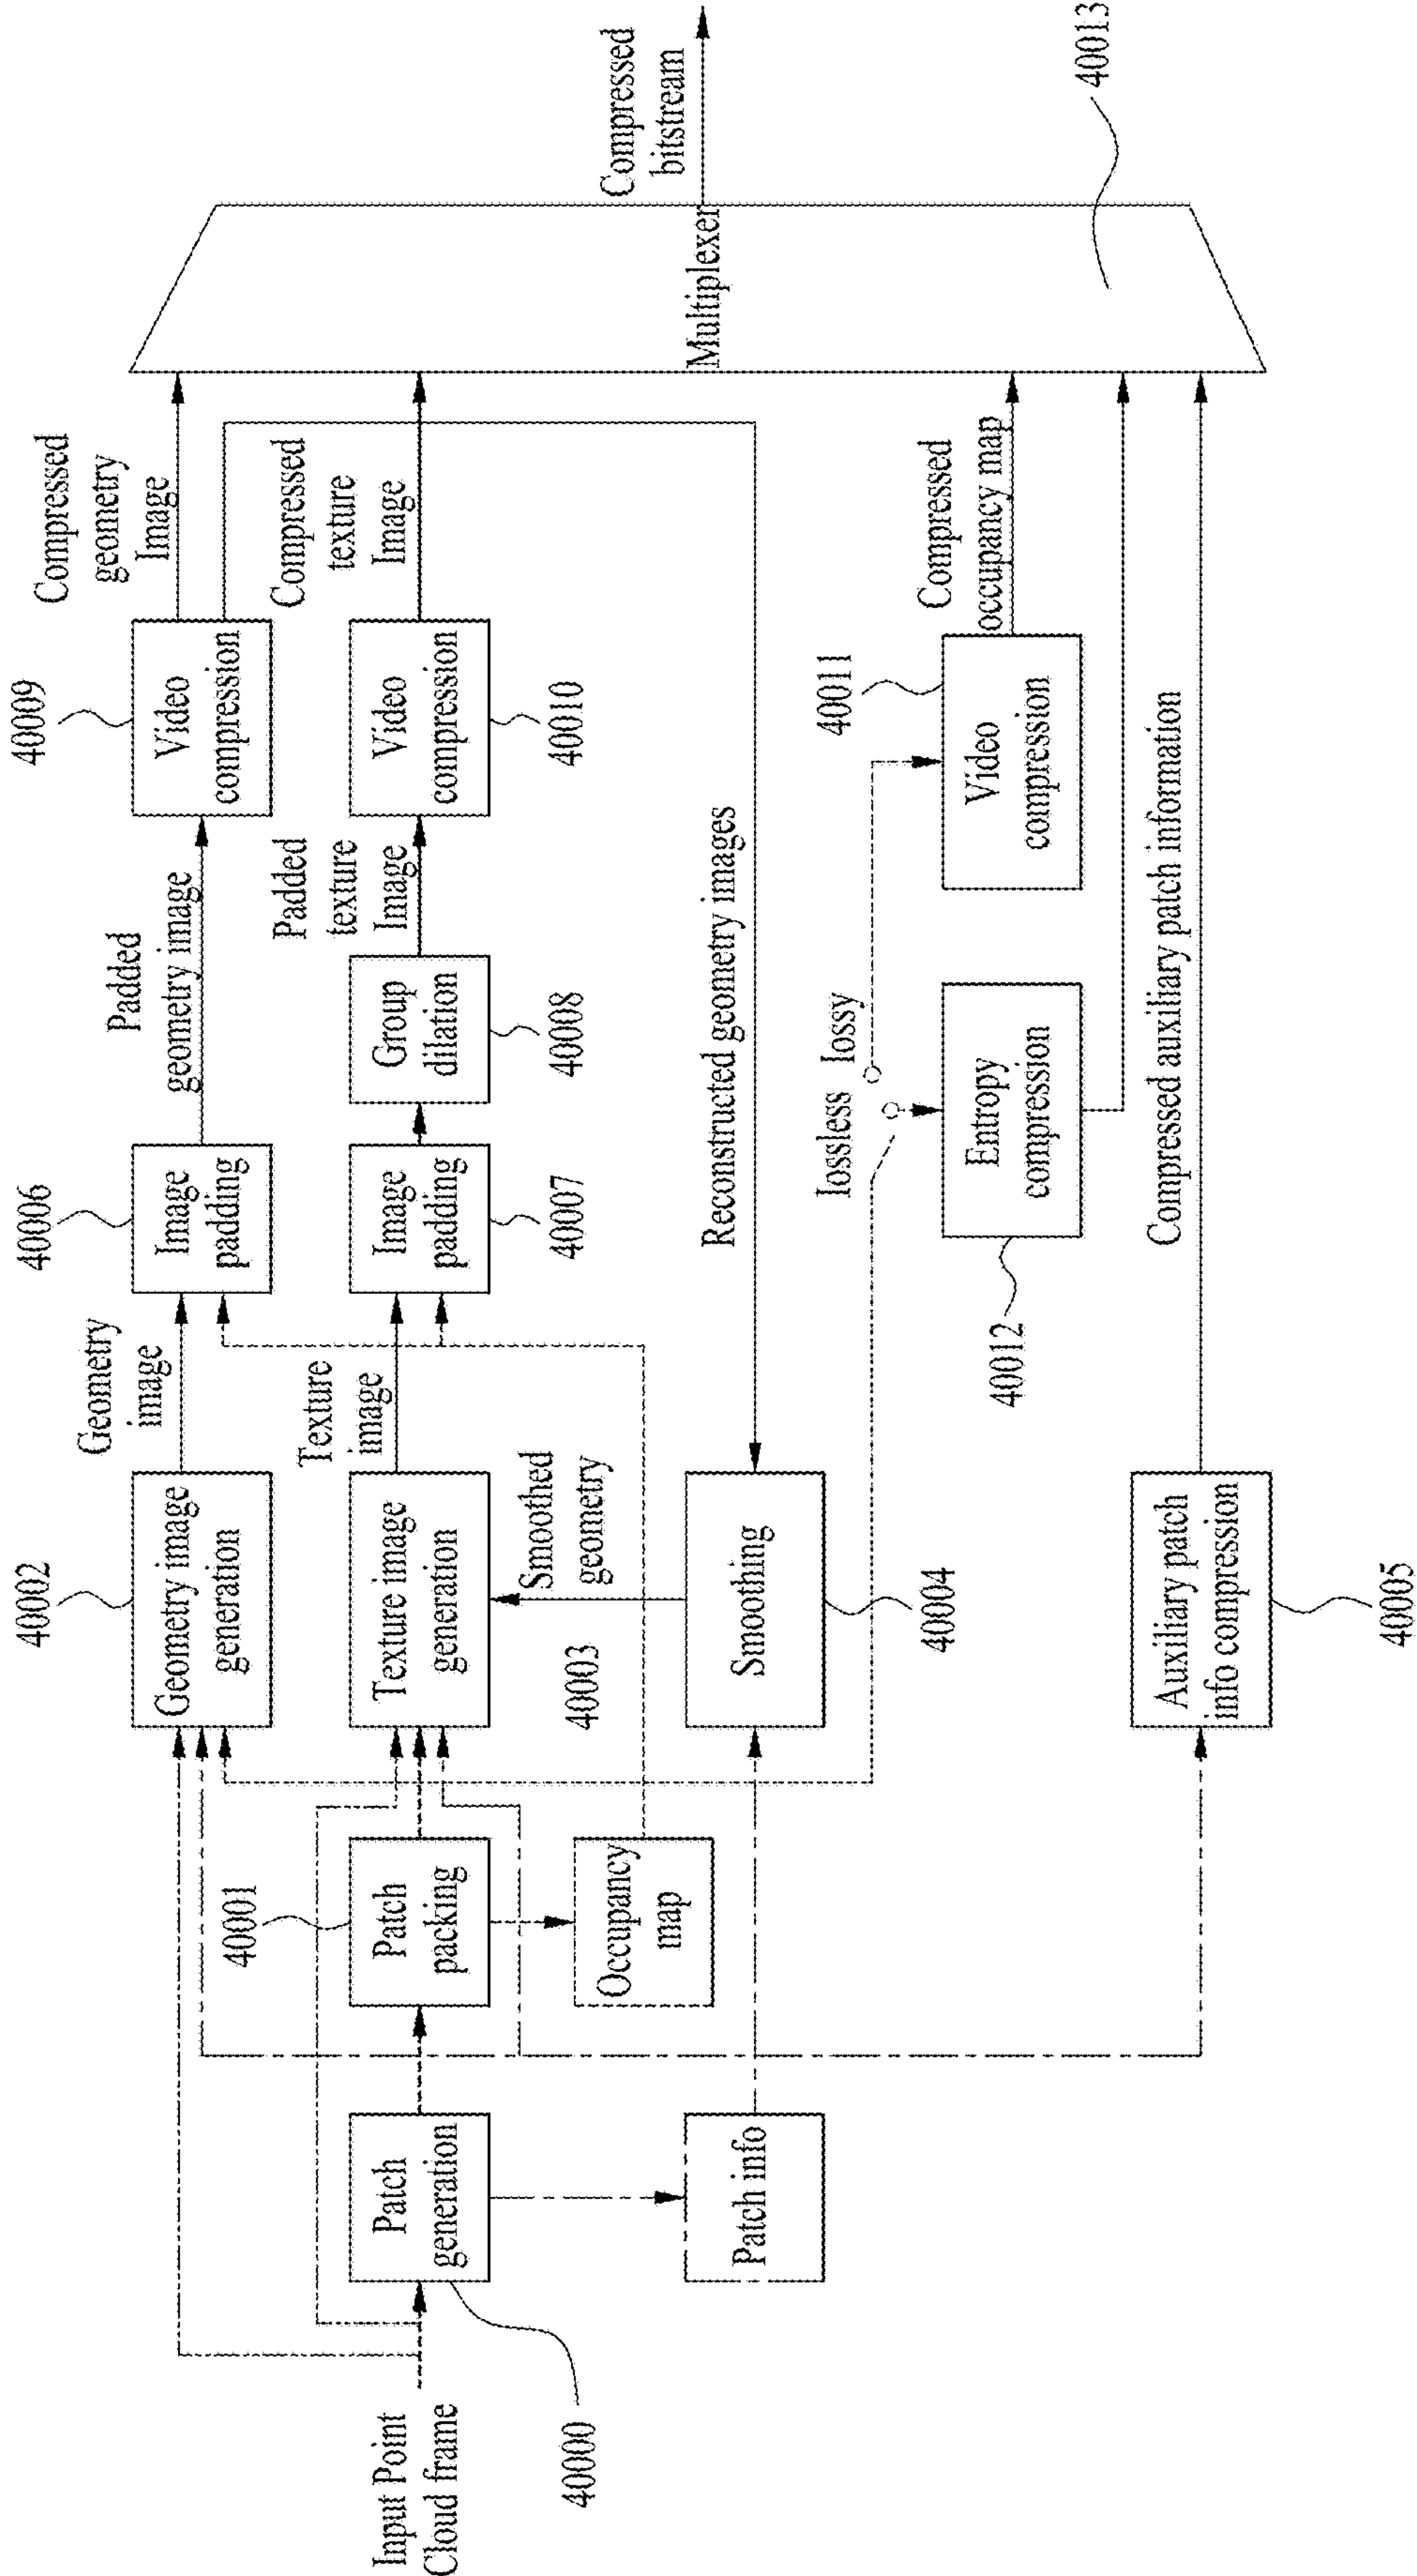 Input Point
Cloud frame
40000
Patch
generation
Patch info
40001
Patch
packing
Occupancy
map
40002
Geometry image
generation
Texture image
generation
40003
Smoothed
geometry
Smoothing
40004
Auxiliary patch
info compression
40005
Geometry
image
Texture
image
40006
Image
padding
Image
padding
40007
Group
dilation
40008
Padded
geometry image
Padded
texture
Image
40009
Video
compression
Video
compression
40010
Reconstructed geometry images
lossless
lossy
40011
Video
compression
Entropy
compression
40012
Compressed auxiliary patch information
Compressed
geometry
Image
Compressed
texture
Image
Compressed
occupancy map
Multiplexer
40013
Compressed
bitstream